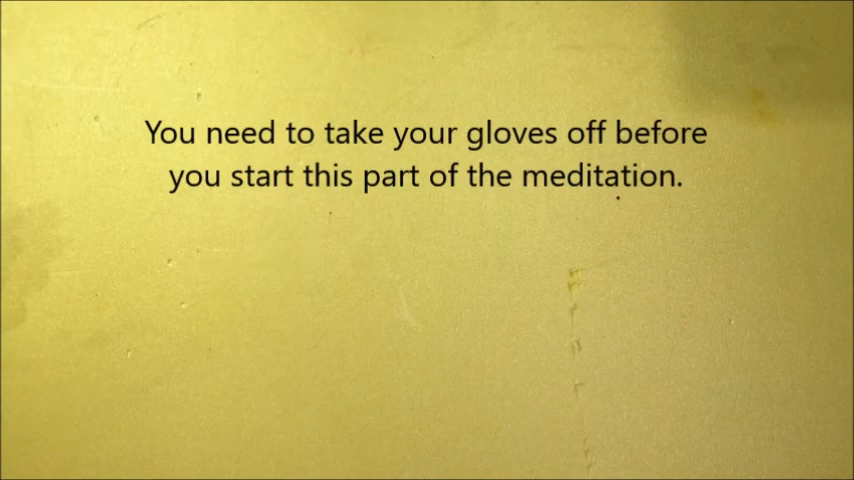 You need to take your gloves off before
you start this part of the meditation.